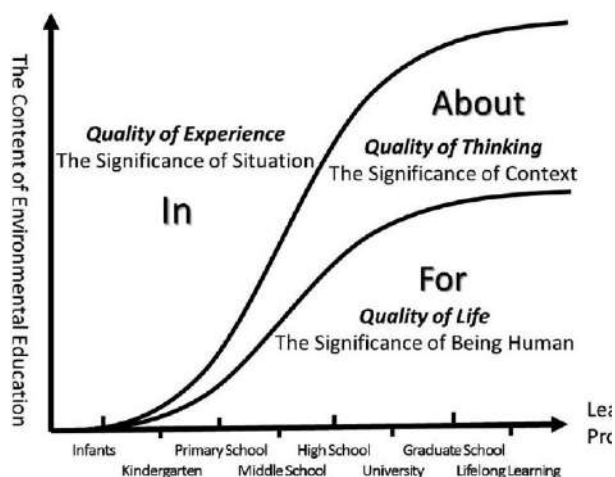 The Content of Environmental Education
Quality of Experience
The Significance of Situation
In
About
Quality of Thinking
The Significance of Context
For
Quality of Life
The Significance of Being Human
Infants
Primary School
High School
Graduate School
Kindergarten
Middle School
University
Lifelong Learning